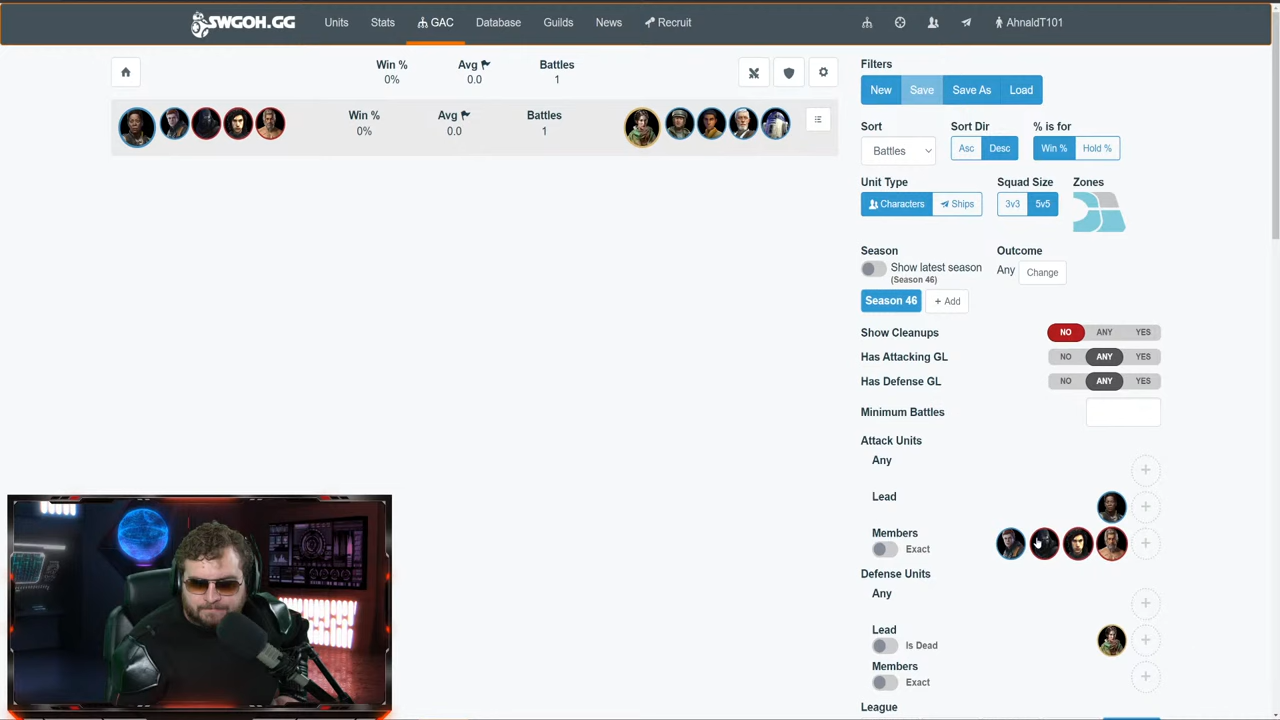 SWGOH.GG
Units
Stats
GAC
Database
Guilds
News
Recruit
AhnaldT101
Win %
0%
Avg
0.0
Battles
1
Win %
0%
Avg
0.0
Battles
1
Filters
New
Save
Save As
Load
Sort
Battles
Sort Dir
Asc
Desc
% is for
Win %
Hold %
Unit Type
Characters
Ships
Squad Size
3v3
5v5
Zones
Season
Show latest season
(Season 46)
Season 46
+ Add
Outcome
Any
Change
Show Cleanups
NO ANY YES
Has Attacking GL
NO ANY YES
Has Defense GL
NO ANY YES
Minimum Battles
Attack Units
Any
Lead
Members
Exact
Defense Units
Any
Lead
Is Dead
Members
Exact
League